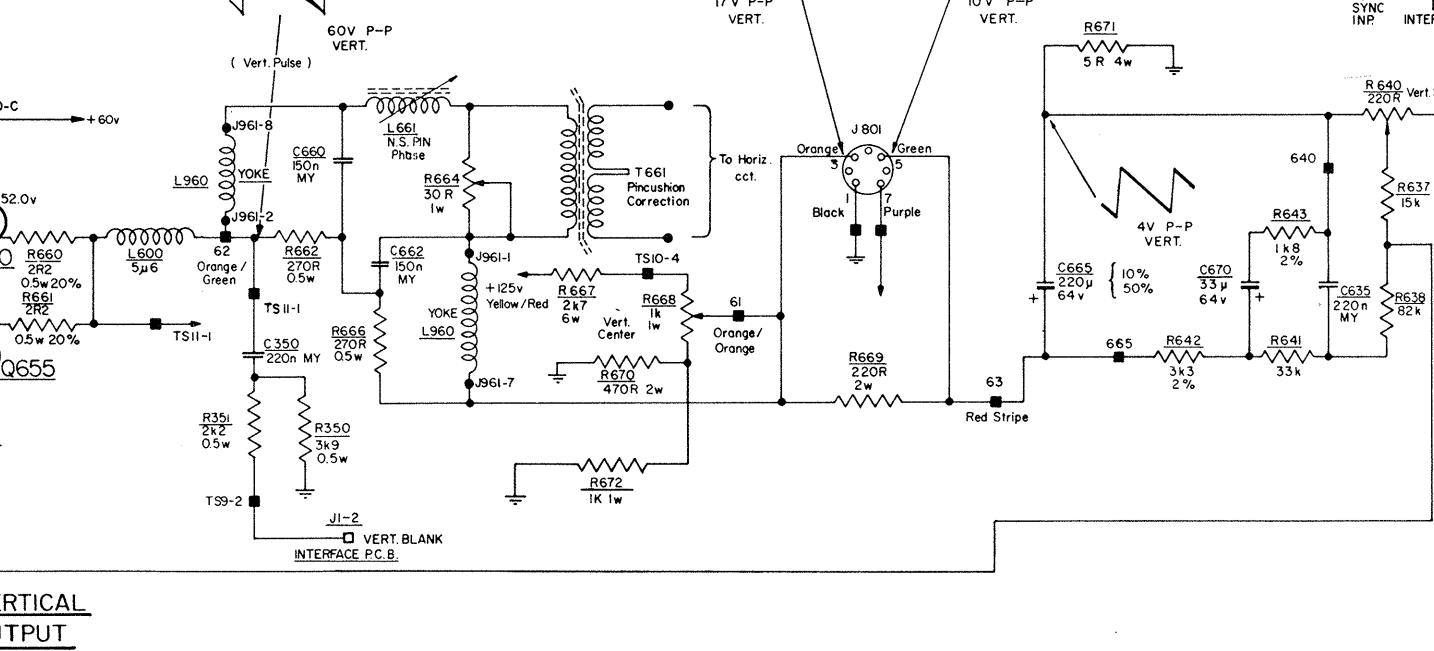 17V P-P
VERT.
10V P-P
VERT.
SYNC
INP.
60V P-P
VERT.
( Vert. Pulse )
R671
5 R 4w
R 640
220R
Vert.
+60v
J961-8
L661
N.S. PIN
Phase
C660
150n
MY
L960
YOKE
J961-2
R664
30 R
1w
T661
Pincushion
Correction
To Horiz.
cct.
J 801
Orange
3
Green
5
1
7
Black
Purple
640
R637
15k
4V P-P
VERT.
R643
1k8
2%
52.0v
R660
2R2
0.5w 20%
L600
5µ6
62
Orange/
Green
R662
270R
0.5w
C662
150n
MY
J961-1
TS10-4
+125v
Yellow/Red
R667
2k7
6w
R668
1k
1w
Vert.
Center
61
Orange/
Orange
C665
220µ
64v
10%
50%
+
C670
33µ
64v
+
C635
220n
MY
R638
82k
R661
2R2
0.5w 20%
TS11-1
TS11-1
C350
220n MY
R666
270R
0.5w
YOKE
L960
J961-7
R670
470R 2w
R669
220R
2w
63
Red Stripe
665
R642
3k3
2%
R641
33k
Q655
R351
2k2
0.5w
R350
3k9
0.5w
R672
1K 1w
TS9-2
J1-2
VERT. BLANK
INTERFACE P.C.B.
ERTICAL
UTPUT